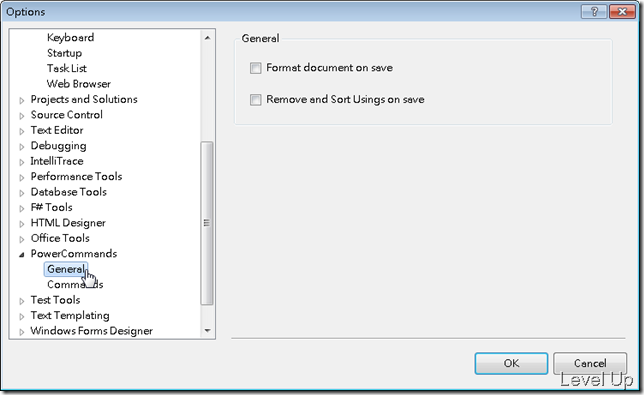 Options
Keyboard
Startup
Task List
Web Browser
Projects and Solutions
Source Control
Text Editor
Debugging
IntelliTrace
Performance Tools
Database Tools
F# Tools
HTML Designer
Office Tools
PowerCommands
General
Commands
Test Tools
Text Templating
Windows Forms Designer
General
Format document on save
Remove and Sort Usings on save
OK
Cancel
Level Up